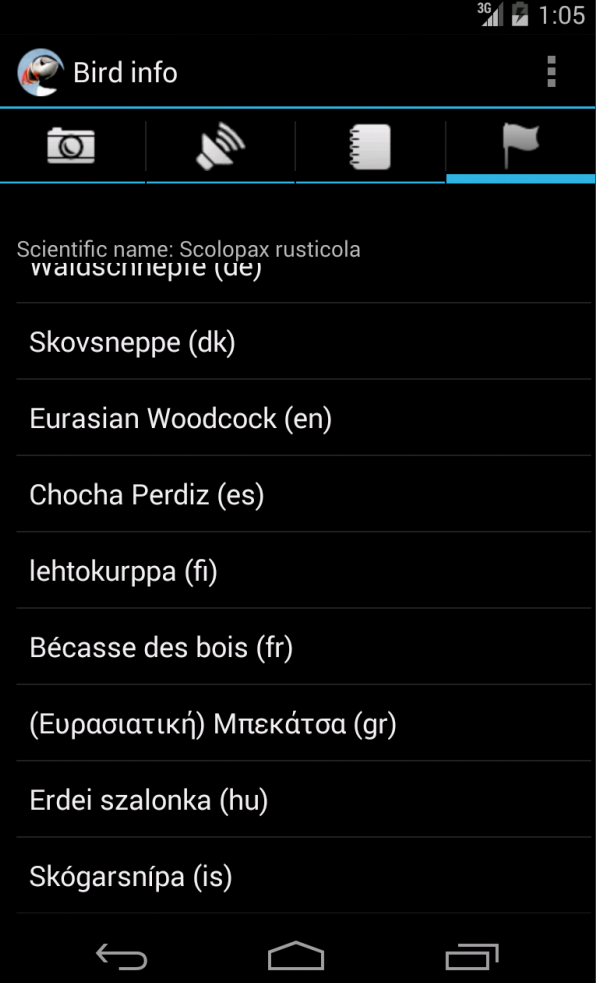 3G 1:05
Bird info
Scientific name: Scolopax rusticola
Waldschnepfe (de)
Skovsneppe (dk)
Eurasian Woodcock (en)
Chocha Perdiz (es)
lehtokurppa (fi)
Bécasse des bois (fr)
(Ευρασιατική) Μπεκάτσα (gr)
Erdei szalonka (hu)
Skógarsnípa (is)